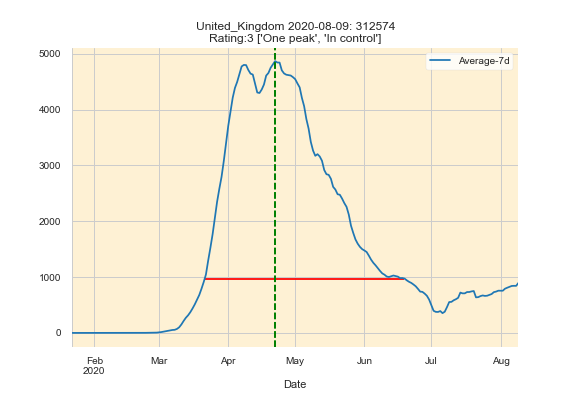 United_Kingdom 2020-08-09: 312574
Rating:3 ['One peak', 'In control']
Average-7d
5000
4000
3000
2000
1000
0
Feb
2020
Mar
Apr
May
Jun
Jul
Aug
Date